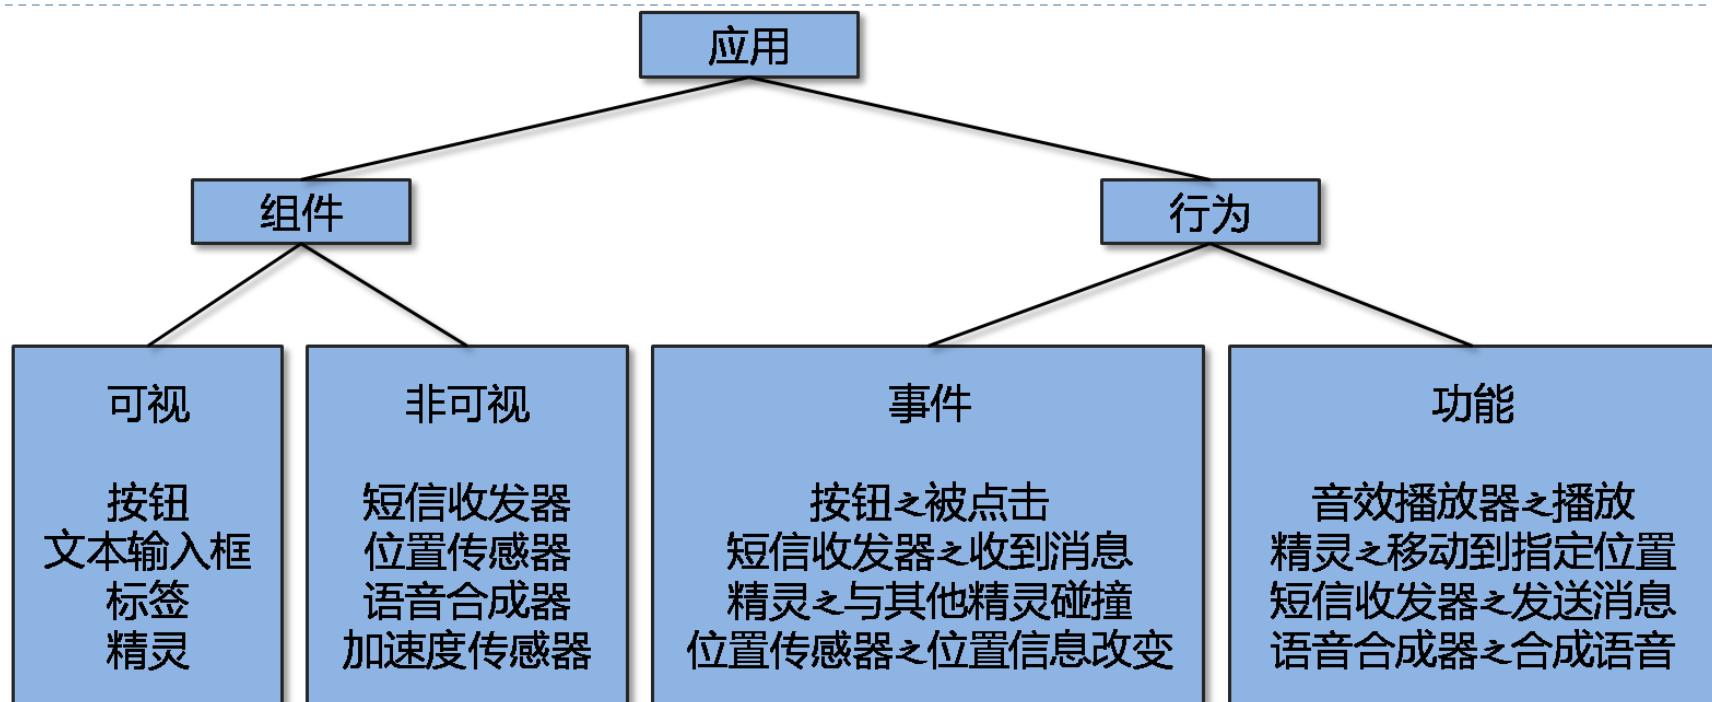 应用
组件
行为
可视
按钮
文本输入框
标签
精灵
非可视
短信收发器
位置传感器
语音合成器
加速度传感器
事件
按钮之被点击
短信收发器之收到消息
精灵之与其他精灵碰撞
位置传感器之位置信息改变
功能
音效播放器之播放
精灵之移动到指定位置
短信收发器之发送消息
语音合成器之合成语音